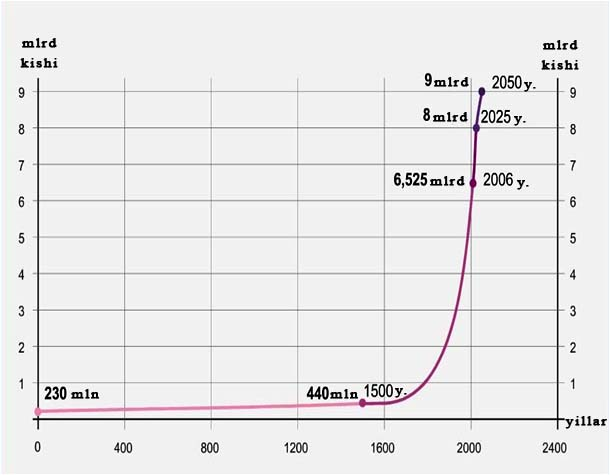 mlrd
kishi
mlrd
kishi
9 mlrd 2050 y.
9
9
8 mlrd 2025 y.
8
8
7
7
6,525 mlrd 2006 y.
6
6
5
5
4
4
3
3
2
2
1
1
230 mln
440 mln 1500 y.
yillar
0 400 800 1200 1600 2000 2400